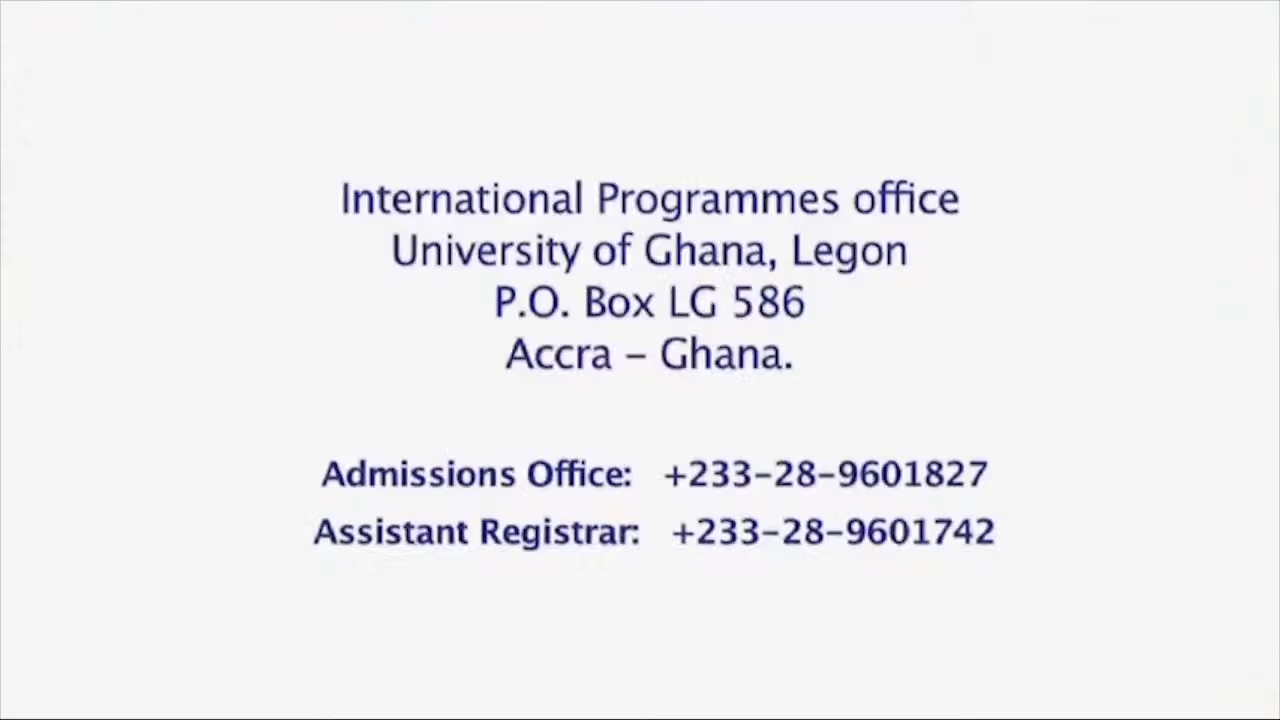 International Programmes office
University of Ghana, Legon
P.O. Box LG 586
Accra – Ghana.
Admissions Office: +233–28–9601827
Assistant Registrar: +233–28–9601742